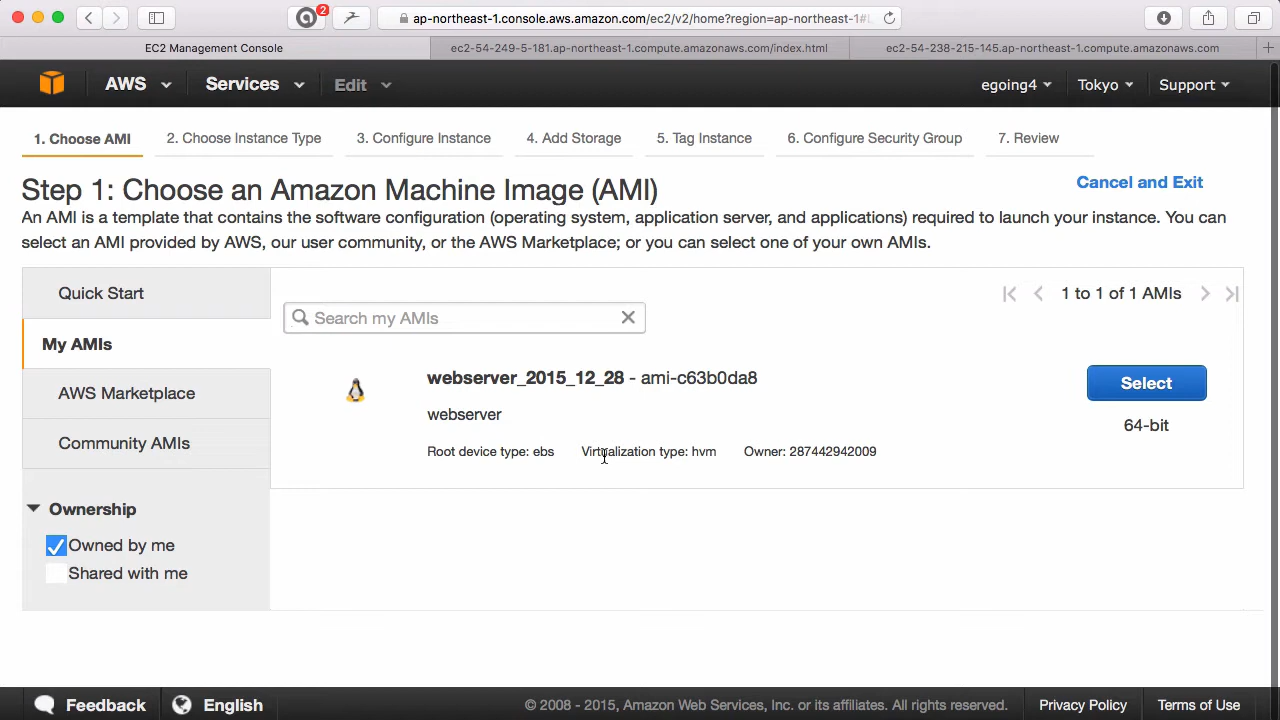 2
ap-northeast-1.console.aws.amazon.com/ec2/v2/home?region=ap-northeast-1#L
EC2 Management Console
ec2-54-249-5-181.ap-northeast-1.compute.amazonaws.com/index.html
ec2-54-238-215-145.ap-northeast-1.compute.amazonaws.com
AWS
Services
Edit
egoing4
Tokyo
Support
1. Choose AMI
2. Choose Instance Type
3. Configure Instance
4. Add Storage
5. Tag Instance
6. Configure Security Group
7. Review
Step 1: Choose an Amazon Machine Image (AMI)
Cancel and Exit
An AMI is a template that contains the software configuration (operating system, application server, and applications) required to launch your instance. You can
select an AMI provided by AWS, our user community, or the AWS Marketplace; or you can select one of your own AMIs.
Quick Start
My AMIs
AWS Marketplace
Community AMIs
Ownership
Owned by me
Shared with me
1 to 1 of 1 AMIs
Search my AMIs
webserver_2015_12_28 - ami-c63b0da8
webserver
Root device type: ebs
Virtualization type: hvm
Owner: 287442942009
Select
64-bit
Feedback
English
© 2008 - 2015, Amazon Web Services, Inc. or its affiliates. All rights reserved.
Privacy Policy
Terms of Use